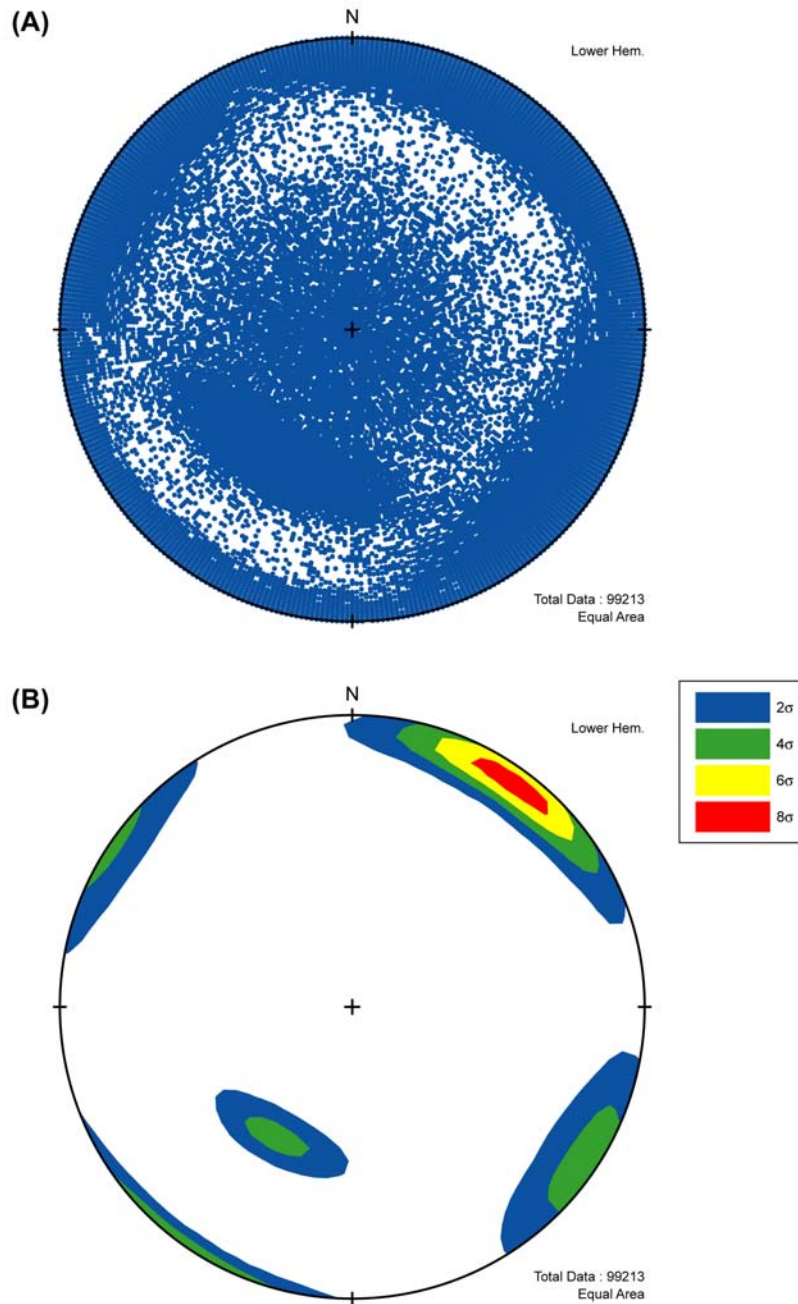 (A)
N
Lower Hem.
Total Data : 99213
Equal Area
(B)
N
Lower Hem.
2σ
4σ
6σ
8σ
Total Data : 99213
Equal Area